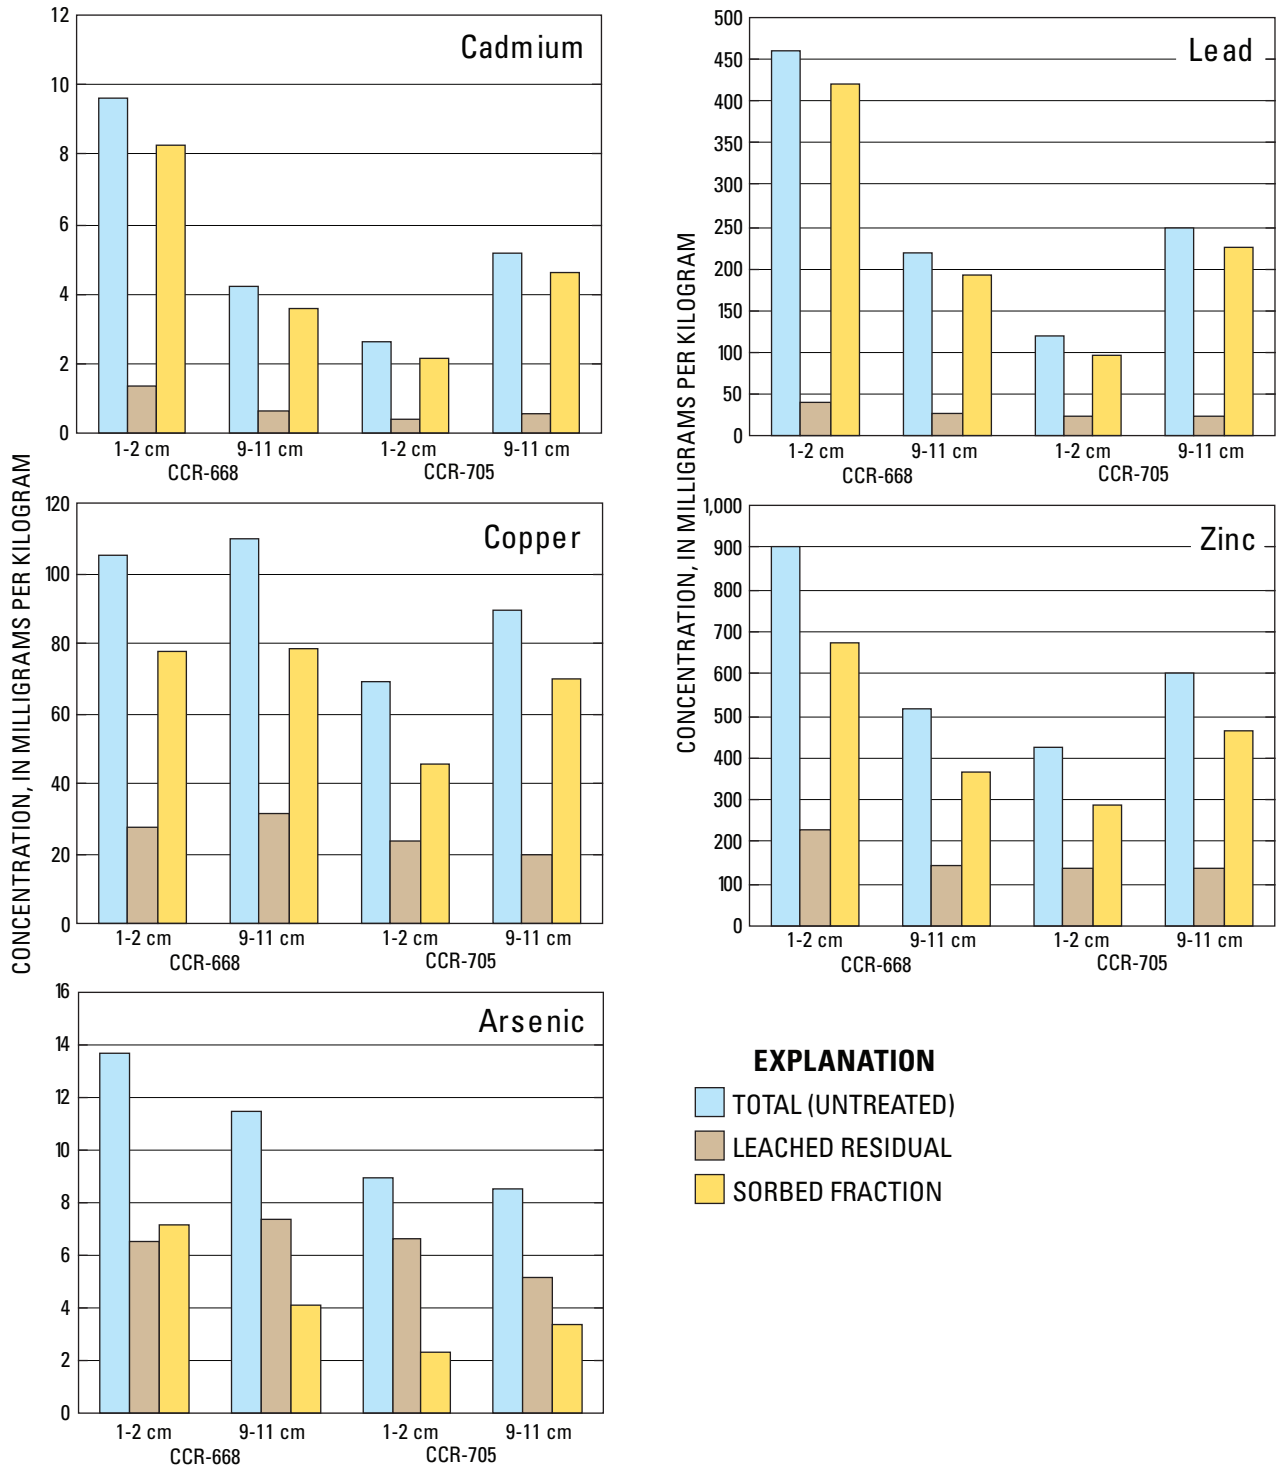 CONCENTRATION, IN MILLIGRAMS PER KILOGRAM
Cadmium
12
10
8
6
4
2
0
1-2 cm 9-11 cm 1-2 cm 9-11 cm
CCR-668 CCR-705
Copper
120
100
80
60
40
20
0
1-2 cm 9-11 cm 1-2 cm 9-11 cm
CCR-668 CCR-705
Arsenic
16
14
12
10
8
6
4
2
0
1-2 cm 9-11 cm 1-2 cm 9-11 cm
CCR-668 CCR-705
CONCENTRATION, IN MILLIGRAMS PER KILOGRAM
Lead
500
450
400
350
300
250
200
150
100
50
0
1-2 cm 9-11 cm 1-2 cm 9-11 cm
CCR-668 CCR-705
Zinc
1,000
900
800
700
600
500
400
300
200
100
0
1-2 cm 9-11 cm 1-2 cm 9-11 cm
CCR-668 CCR-705
EXPLANATION
TOTAL (UNTREATED)
LEACHED RESIDUAL
SORBED FRACTION